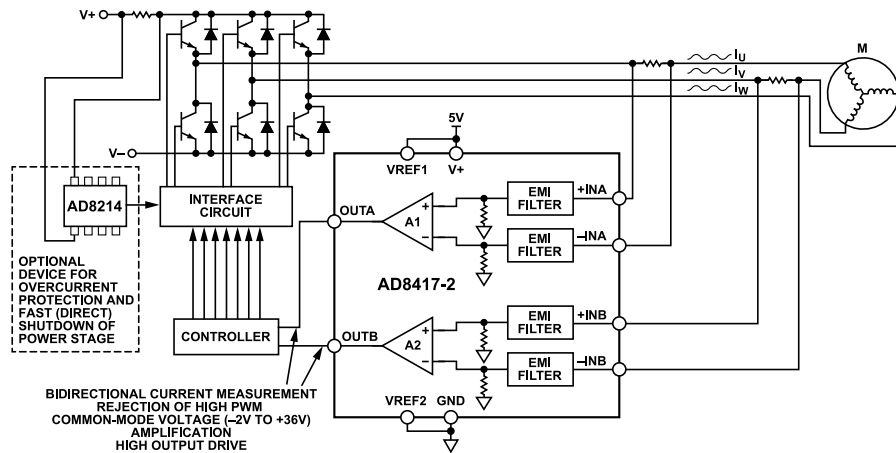 V+
IU
IV
IW
M
V–
5V
VREF1
V+
AD8214
INTERFACE
CIRCUIT
OUTA
A1
+
–
EMI
FILTER
+INA
EMI
FILTER
–INA
AD8417-2
OPTIONAL
DEVICE FOR
OVERCURRENT
PROTECTION AND
FAST (DIRECT)
SHUTDOWN OF
POWER STAGE
CONTROLLER
OUTB
A2
+
–
EMI
FILTER
+INB
EMI
FILTER
–INB
VREF2
GND
BIDIRECTIONAL CURRENT MEASUREMENT
REJECTION OF HIGH PWM
COMMON-MODE VOLTAGE (–2V TO +36V)
AMPLIFICATION
HIGH OUTPUT DRIVE